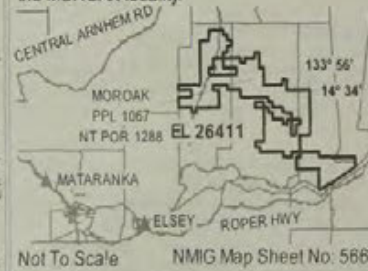 CENTRAL ARNHEM RD
133° 56'
14° 34'
MOROAK
PPL 1067
NT POR 1288
EL 26411
MATARANKA
ELSEY
ROPER HWY
Not To Scale
NMIG Map Sheet No: 566